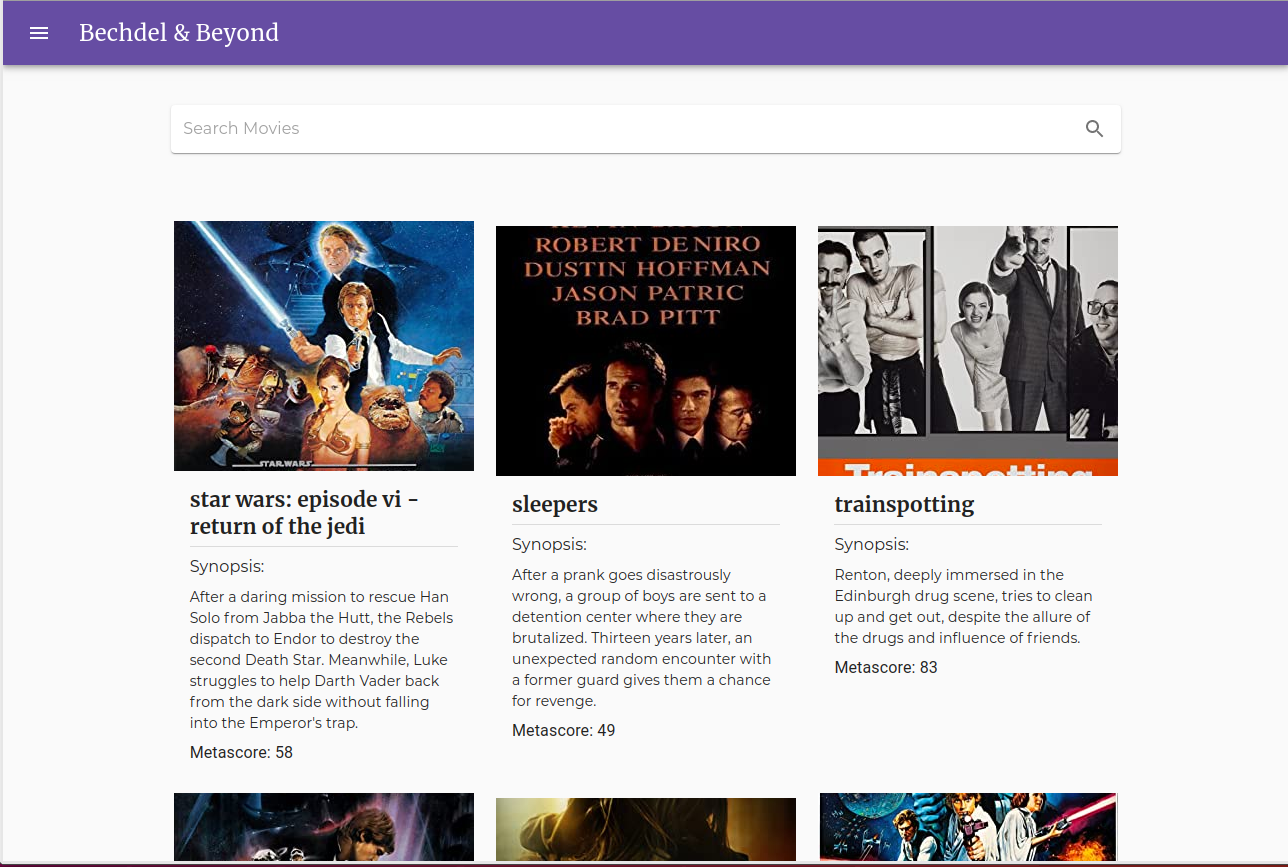 Bechdel & Beyond
Search Movies
STAR WARS
ROBERT DE NIRO
DUSTIN HOFFMAN
JASON PATRIC
BRAD PITT
Trainspotting
star wars: episode vi -
return of the jedi
Synopsis:
After a daring mission to rescue Han
Solo from Jabba the Hutt, the Rebels
dispatch to Endor to destroy the
second Death Star. Meanwhile, Luke
struggles to help Darth Vader back
from the dark side without falling
into the Emperor's trap.
Metascore: 58
sleepers
Synopsis:
After a prank goes disastrously
wrong, a group of boys are sent to a
detention center where they are
brutalized. Thirteen years later, an
unexpected random encounter with
a former guard gives them a chance
for revenge.
Metascore: 49
trainspotting
Synopsis:
Renton, deeply immersed in the
Edinburgh drug scene, tries to clean
up and get out, despite the allure of
the drugs and influence of friends.
Metascore: 83